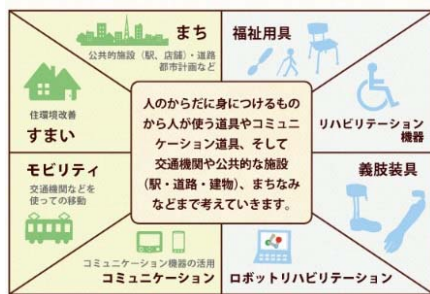 まち
公共的施設（駅、店舗）・道路
都市計画など
福祉用具
住環境改善
すまい
リハビリテーション
機器
人のからだに身につけるもの
から人が使う道具やコミュニ
ケーション道具、そして
交通機関や公共的な施設
（駅・道路・建物）、まちなみ
などまで考えていきます。
モビリティ
交通機関などを
使っての移動
義肢装具
コミュニケーション機器の活用
コミュニケーション
ロボットリハビリテーション